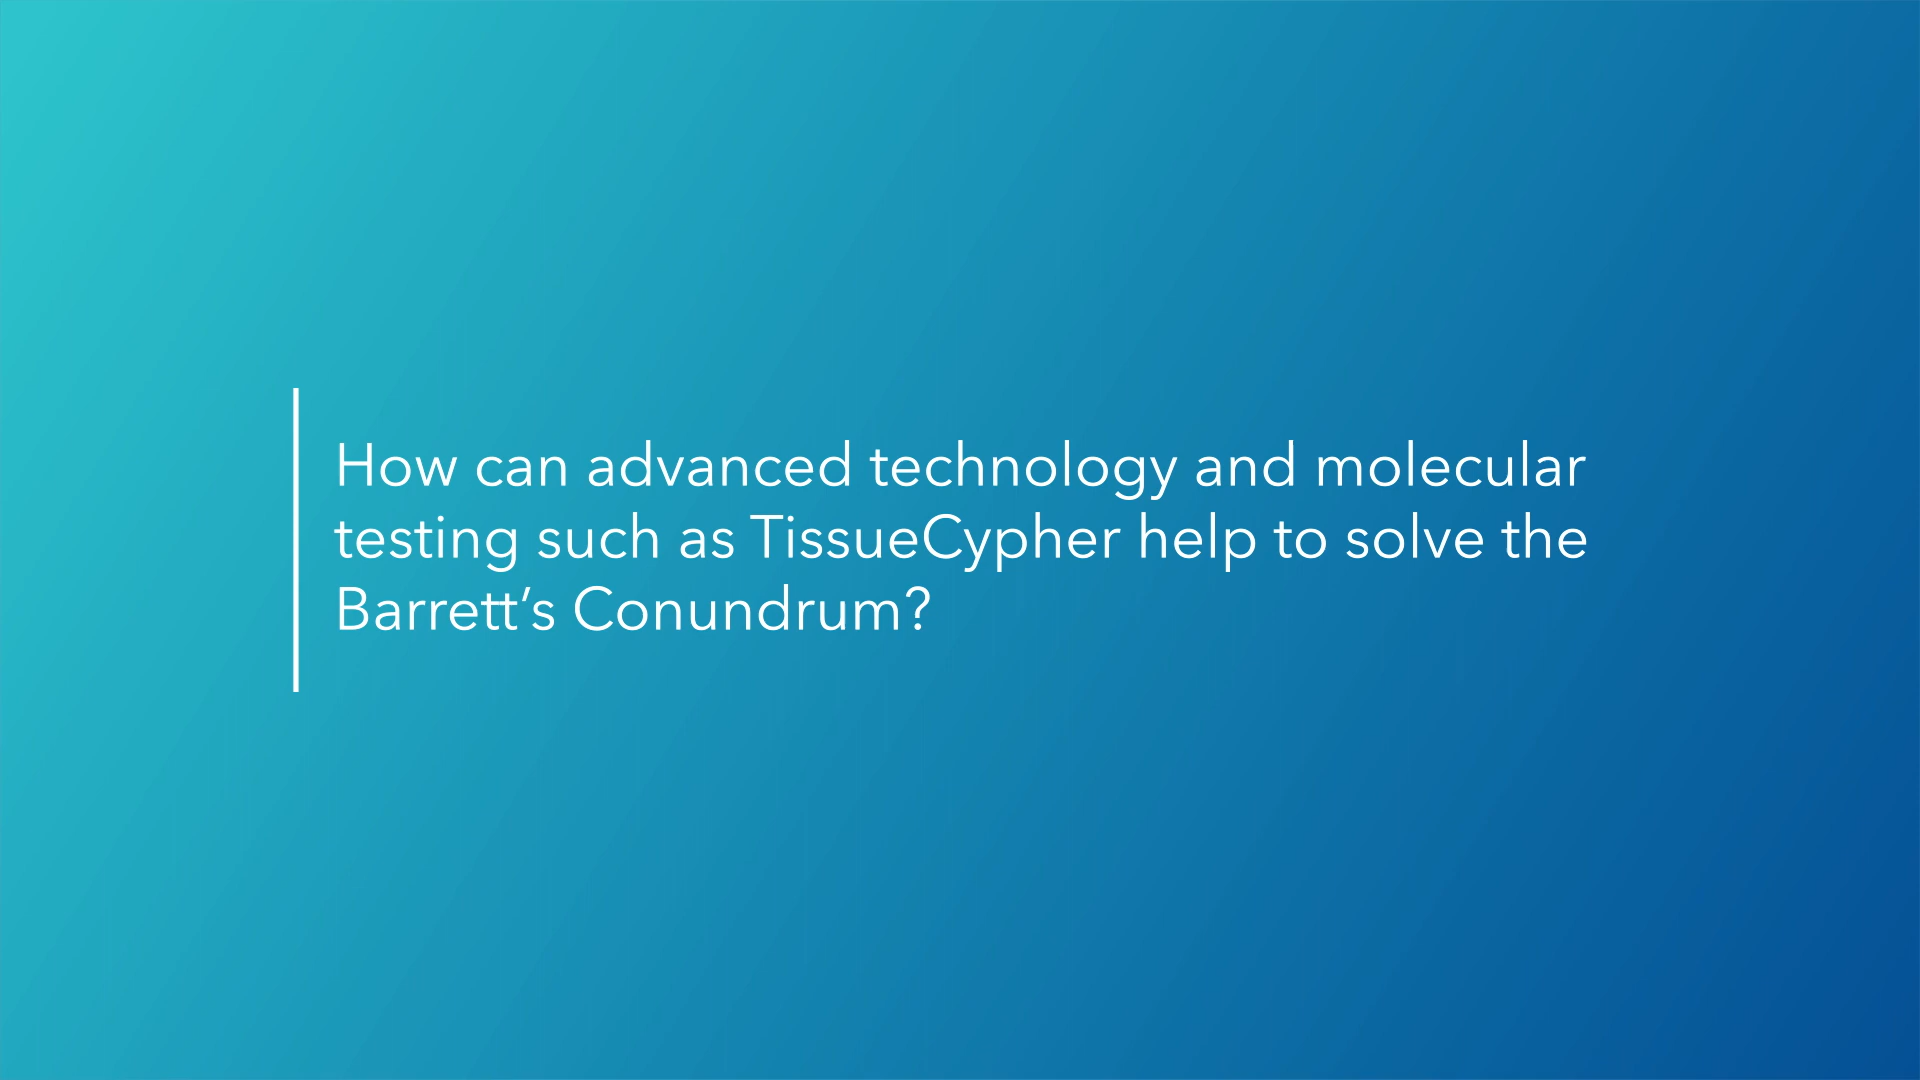 How can advanced technology and molecular
testing such as TissueCypher help to solve the
Barrett’s Conundrum?